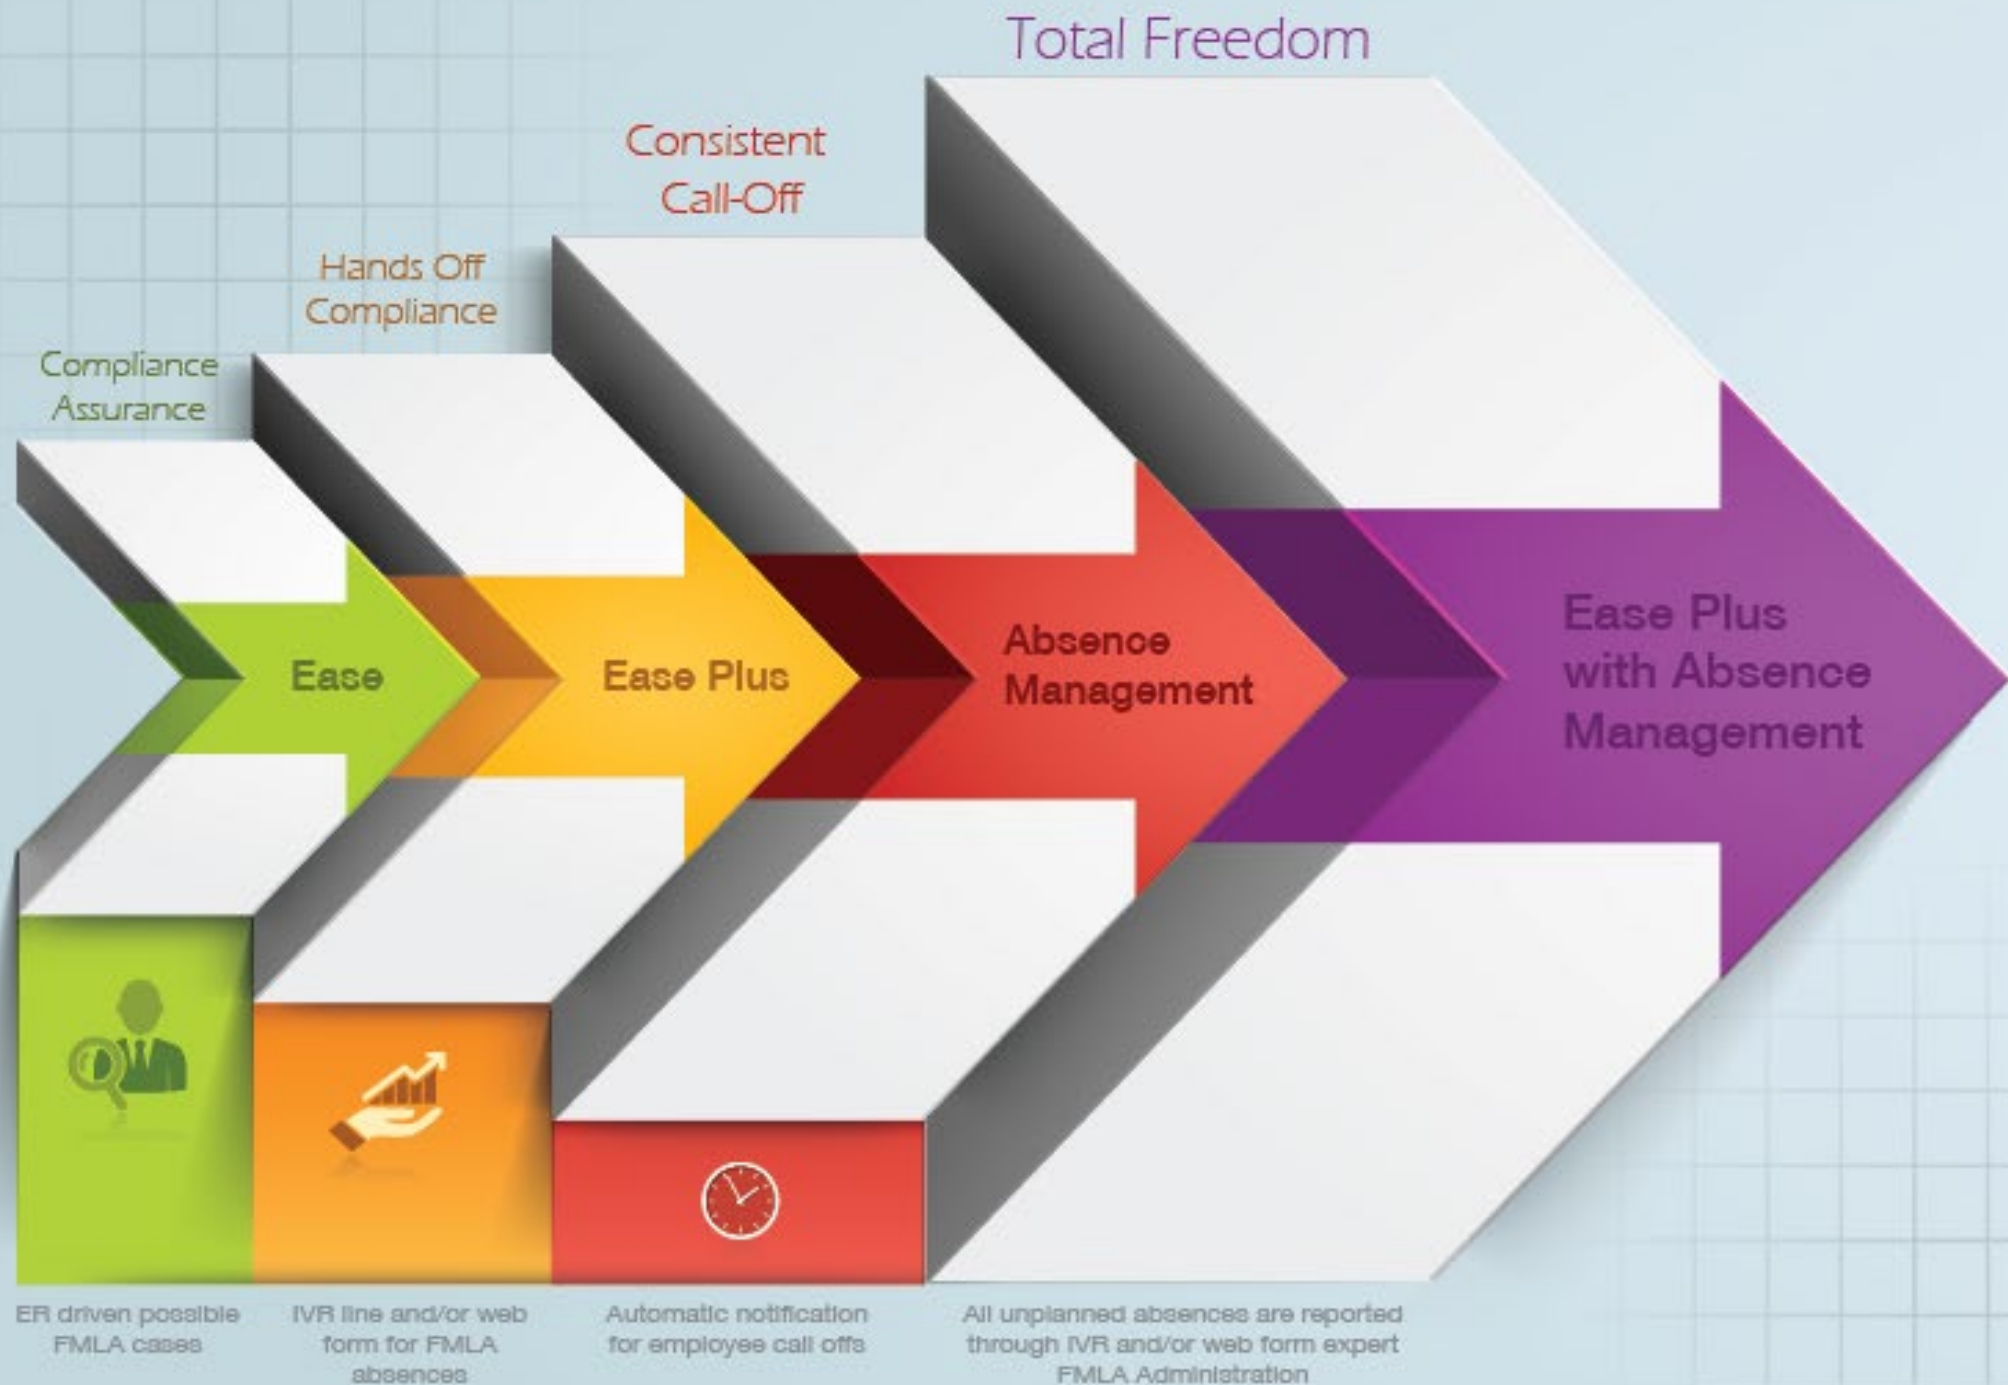 Total Freedom
Consistent
Call-Off
Hands Off
Compliance
Compliance
Assurance
Ease
Ease Plus
Absence
Management
Ease Plus
with Absence
Management
ER driven possible
FMLA cases
IVR line and/or web
form for FMLA
absences
Automatic notification
for employee call offs
All unplanned absences are reported
through IVR and/or web form expert
FMLA Administration